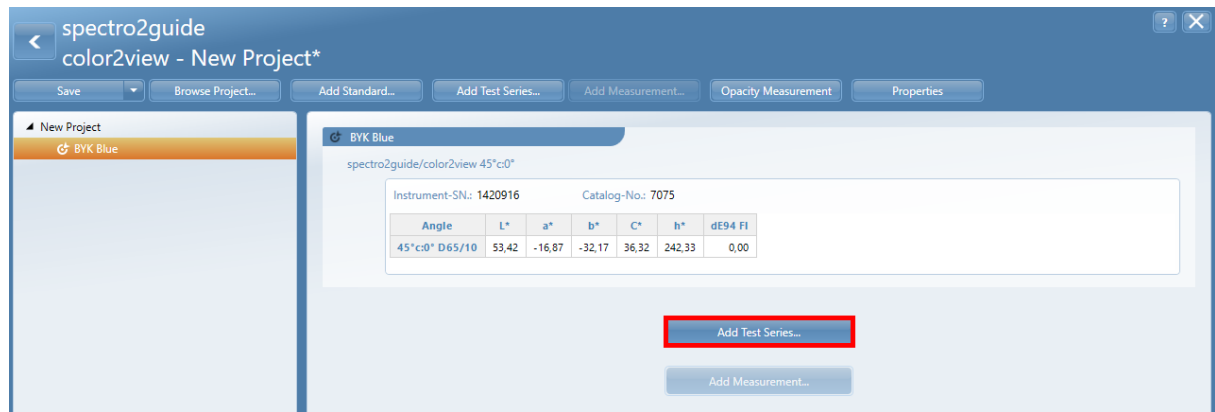 spectro2guide
color2view - New Project*
?
Save Browse Project... Add Standard... Add Test Series... Add Measurement... Opacity Measurement Properties
New Project
BYK Blue
BYK Blue
spectro2guide/color2view 45°c:0°
Instrument-SN.: 1420916 Catalog-No.: 7075
Angle L* a* b* C* h* dE94 Fl
45°c:0° D65/10 53,42 -16,87 -32,17 36,32 242,33 0,00
Add Test Series...
Add Measurement...